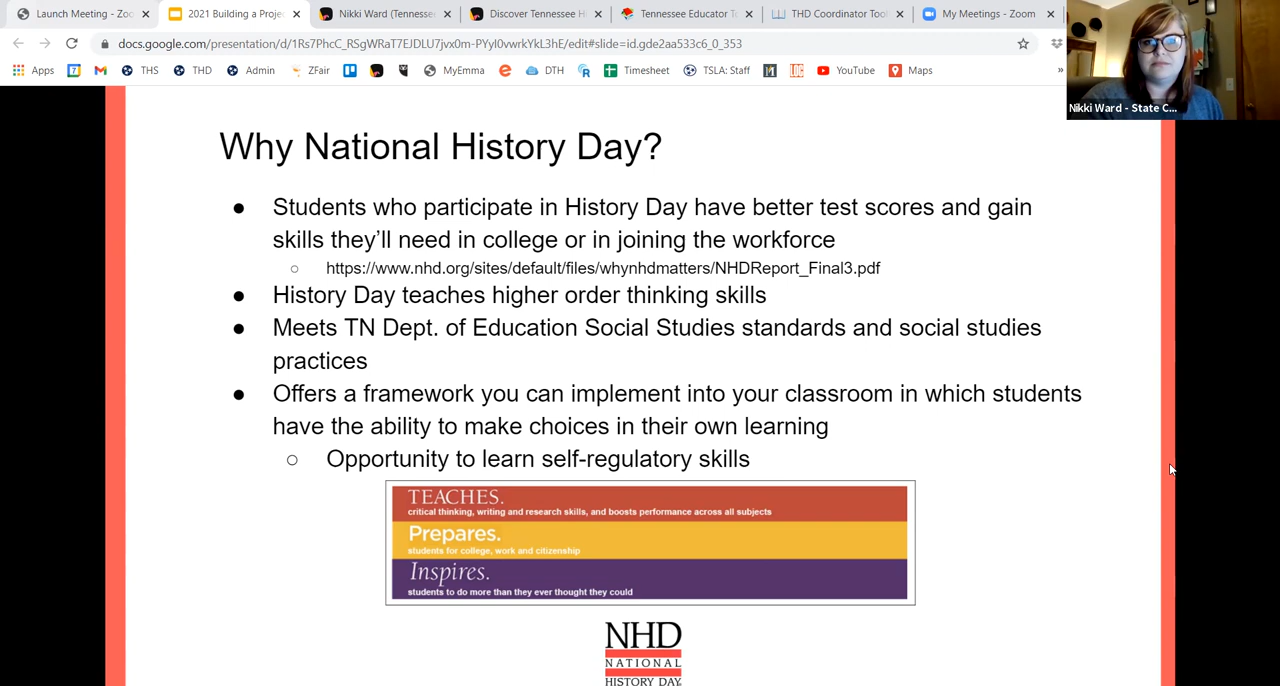 Launch Meeting - Zoo
2021 Building a Proje
Nikki Ward (Tennesse
Discover Tennessee H
Tennessee Educator To
THD Coordinator Tool
My Meetings - Zoom
docs.google.com/presentation/d/1Rs7PhcC_RSgWRaT7EJDLU7jvx0m-PYyI0vwrkYkL3hE/edit#slide=id.gde2aa533c6_0_353
Apps
THS
THD
Admin
ZFair
MyEmma
DTH
Timesheet
TSLA: Staff
YouTube
Maps
»
Nikki Ward - State C...
Why National History Day?
● Students who participate in History Day have better test scores and gain
skills they'll need in college or in joining the workforce
○ https://www.nhd.org/sites/default/files/whynhdmatters/NHDReport_Final3.pdf
● History Day teaches higher order thinking skills
● Meets TN Dept. of Education Social Studies standards and social studies
practices
● Offers a framework you can implement into your classroom in which students
have the ability to make choices in their own learning
○ Opportunity to learn self-regulatory skills
TEACHES.
critical thinking, writing and research skills, and boosts performance across all subjects
Prepares.
students for college, work and citizenship
Inspires.
students to do more than they ever thought they could
NHD
NATIONAL
HISTORY DAY